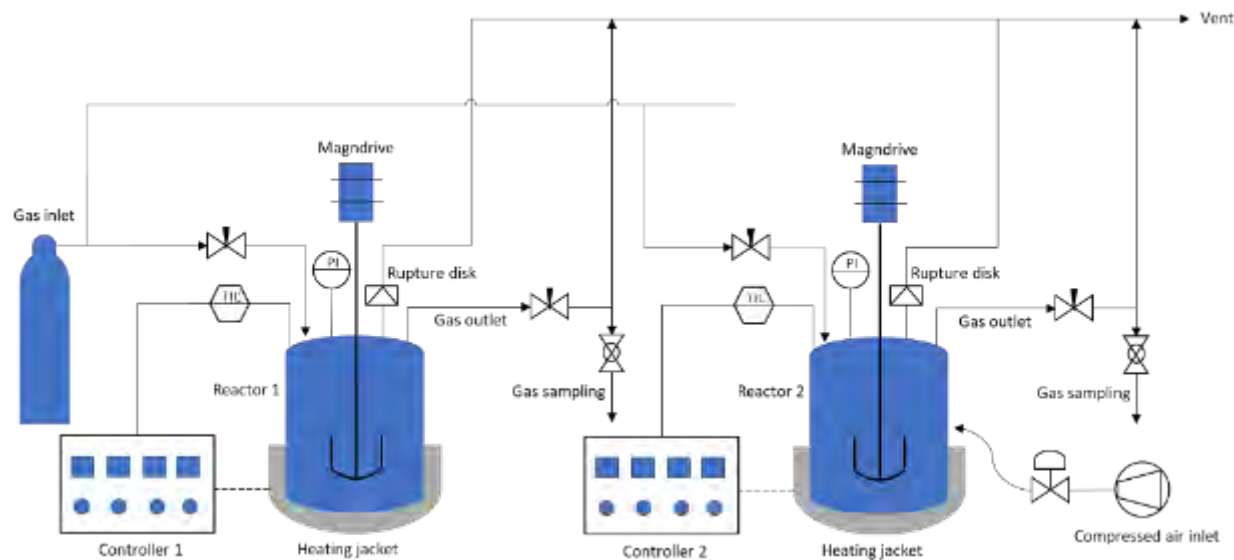 Vent
Magndrive
Magndrive
Gas inlet
PI
Rupture disk
PI
Rupture disk
TIC
Gas outlet
TIC
Gas outlet
Reactor 1
Gas sampling
Reactor 2
Gas sampling
Controller 1
Heating jacket
Controller 2
Heating jacket
Compressed air inlet